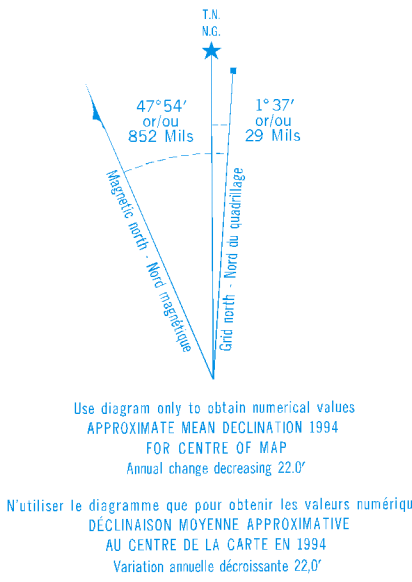 T.N.
N.G.
47°54′
or/ou
852 Mils
1°37′
or/ou
29 Mils
Magnetic north - Nord magnétique
Grid north - Nord du quadrillage
Use diagram only to obtain numerical values
APPROXIMATE MEAN DECLINATION 1994
FOR CENTRE OF MAP
Annual change decreasing 22.0′
N'utiliser le diagramme que pour obtenir les valeurs numériqu
DÉCLINAISON MOYENNE APPROXIMATIVE
AU CENTRE DE LA CARTE EN 1994
Variation annuelle décroissante 22,0′